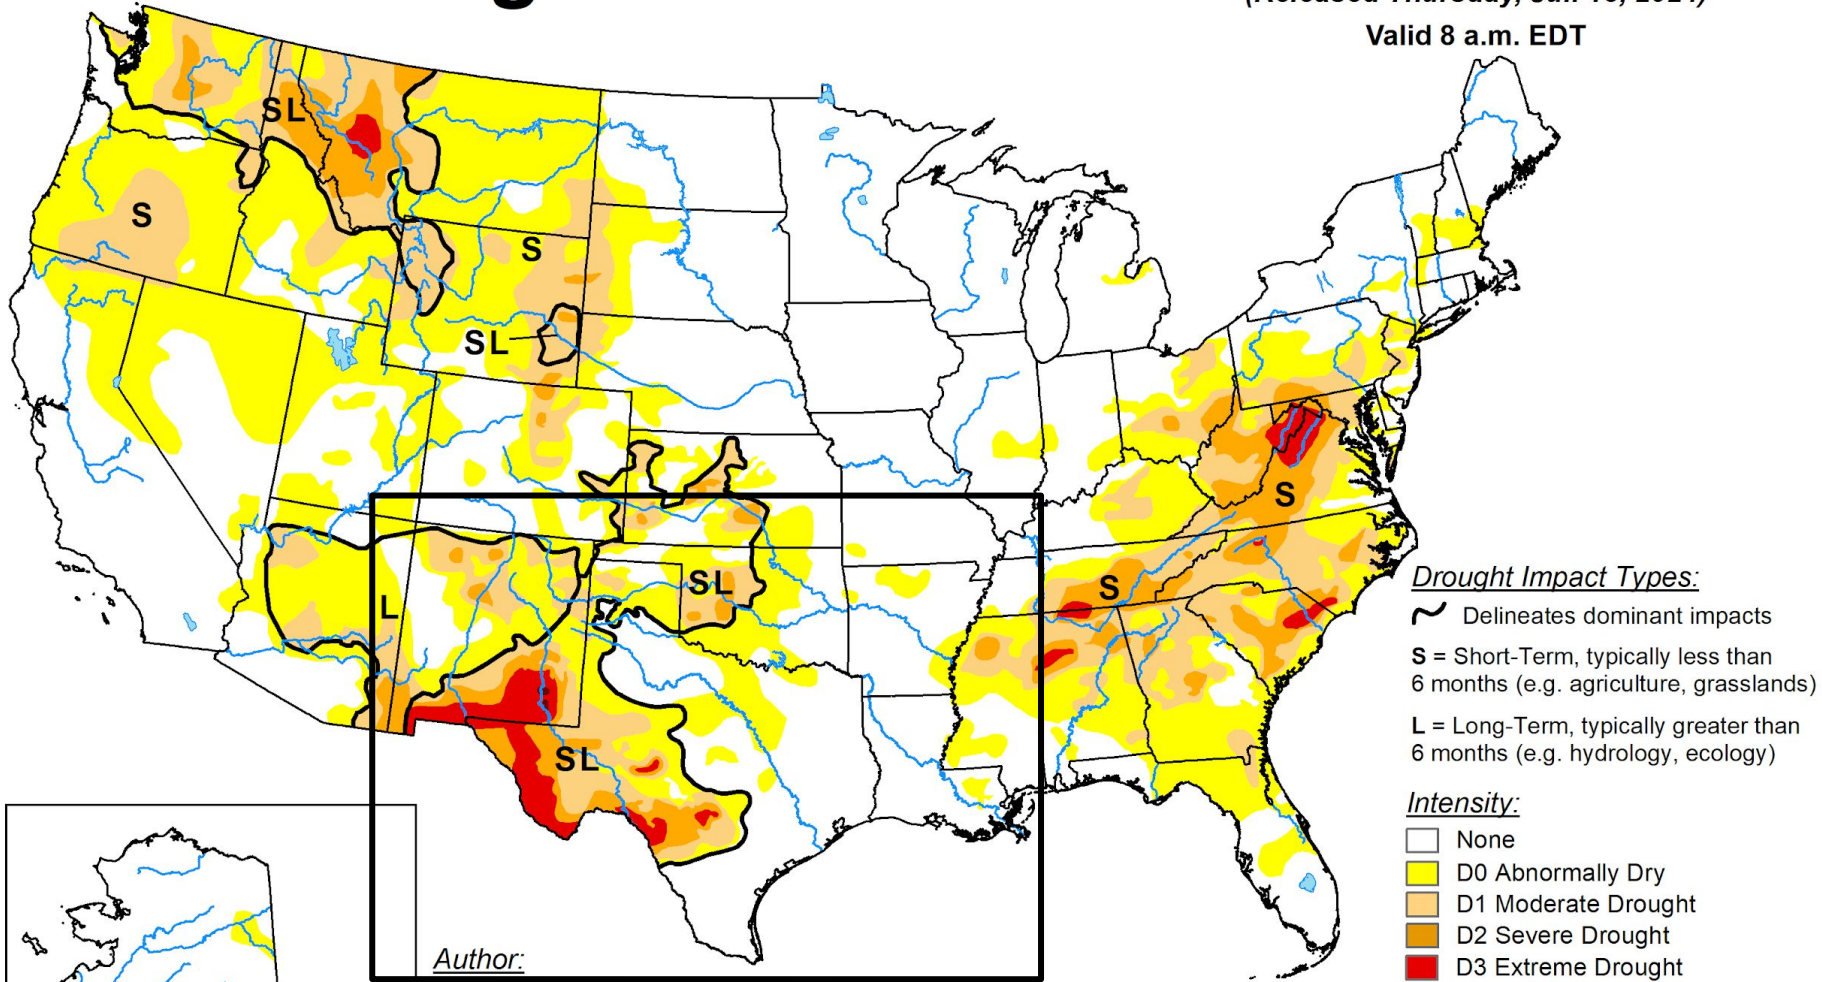 Valid 8 a.m. EDT
SL
S
S
SL
S
L
SL
S
SL
Drought Impact Types:
Delineates dominant impacts
S = Short-Term, typically less than
6 months (e.g. agriculture, grasslands)
L = Long-Term, typically greater than
6 months (e.g. hydrology, ecology)
Intensity:
None
D0 Abnormally Dry
D1 Moderate Drought
D2 Severe Drought
D3 Extreme Drought
Author: